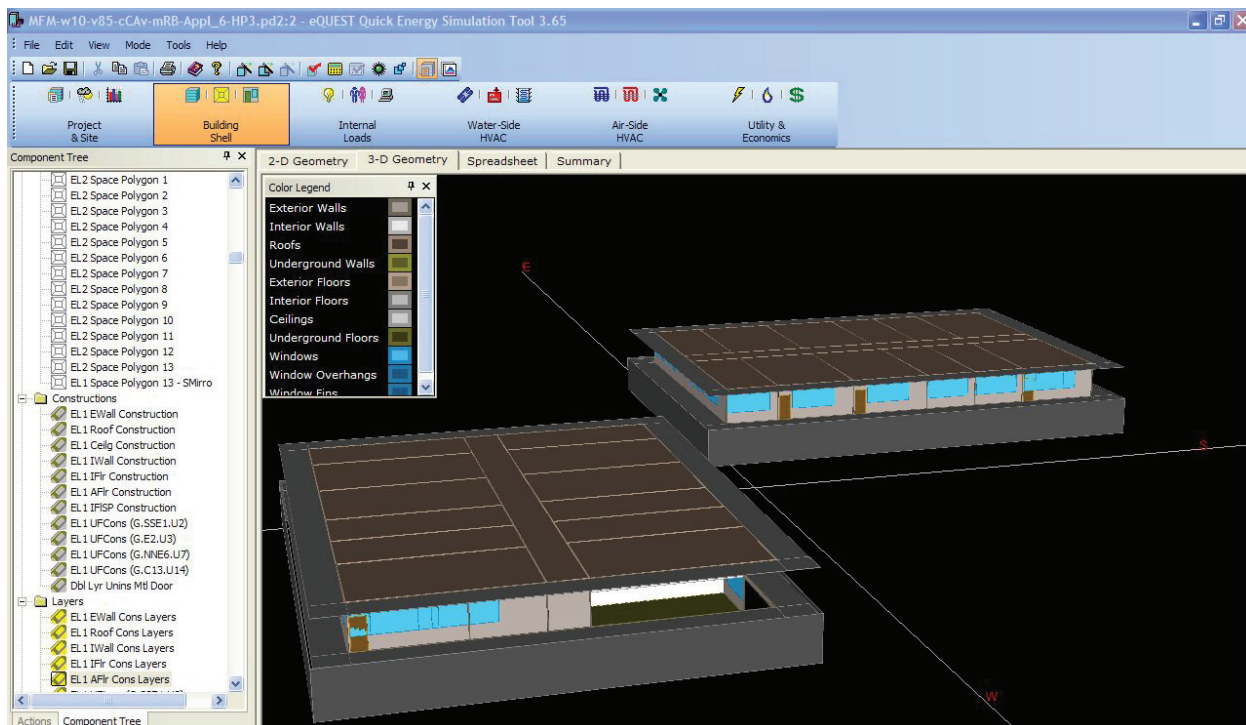 MFM-w10-v85-cCAv-mRB-Appl_6-HP3.pd2:2 - eQUEST Quick Energy Simulation Tool 3.65
File Edit View Mode Tools Help
Project & Site
Building Shell
Internal Loads
Water-Side HVAC
Air-Side HVAC
Utility & Economics
Component Tree
EL2 Space Polygon 1
EL2 Space Polygon 2
EL2 Space Polygon 3
EL2 Space Polygon 4
EL2 Space Polygon 5
EL2 Space Polygon 6
EL2 Space Polygon 7
EL2 Space Polygon 8
EL2 Space Polygon 9
EL2 Space Polygon 10
EL2 Space Polygon 11
EL2 Space Polygon 12
EL2 Space Polygon 13
EL1 Space Polygon 13 - SMirro
Constructions
EL1 EWall Construction
EL1 Roof Construction
EL1 Ceilg Construction
EL1 IWall Construction
EL1 IFlr Construction
EL1 AFlr Construction
EL1 IFlSP Construction
EL1 UFCons (G.SSE1.U2)
EL1 UFCons (G.E2.U3)
EL1 UFCons (G.NNE6.U7)
EL1 UFCons (G.C13.U14)
Dbl Lyr Unins Mtl Door
Layers
EL1 EWall Cons Layers
EL1 Roof Cons Layers
EL1 IWall Cons Layers
EL1 IFlr Cons Layers
EL1 AFlr Cons Layers
Actions Component Tree
2-D Geometry 3-D Geometry Spreadsheet Summary
Color Legend
Exterior Walls
Interior Walls
Roofs
Underground Walls
Exterior Floors
Interior Floors
Ceilings
Underground Floors
Windows
Window Overhangs
Window Fins
E
S
W